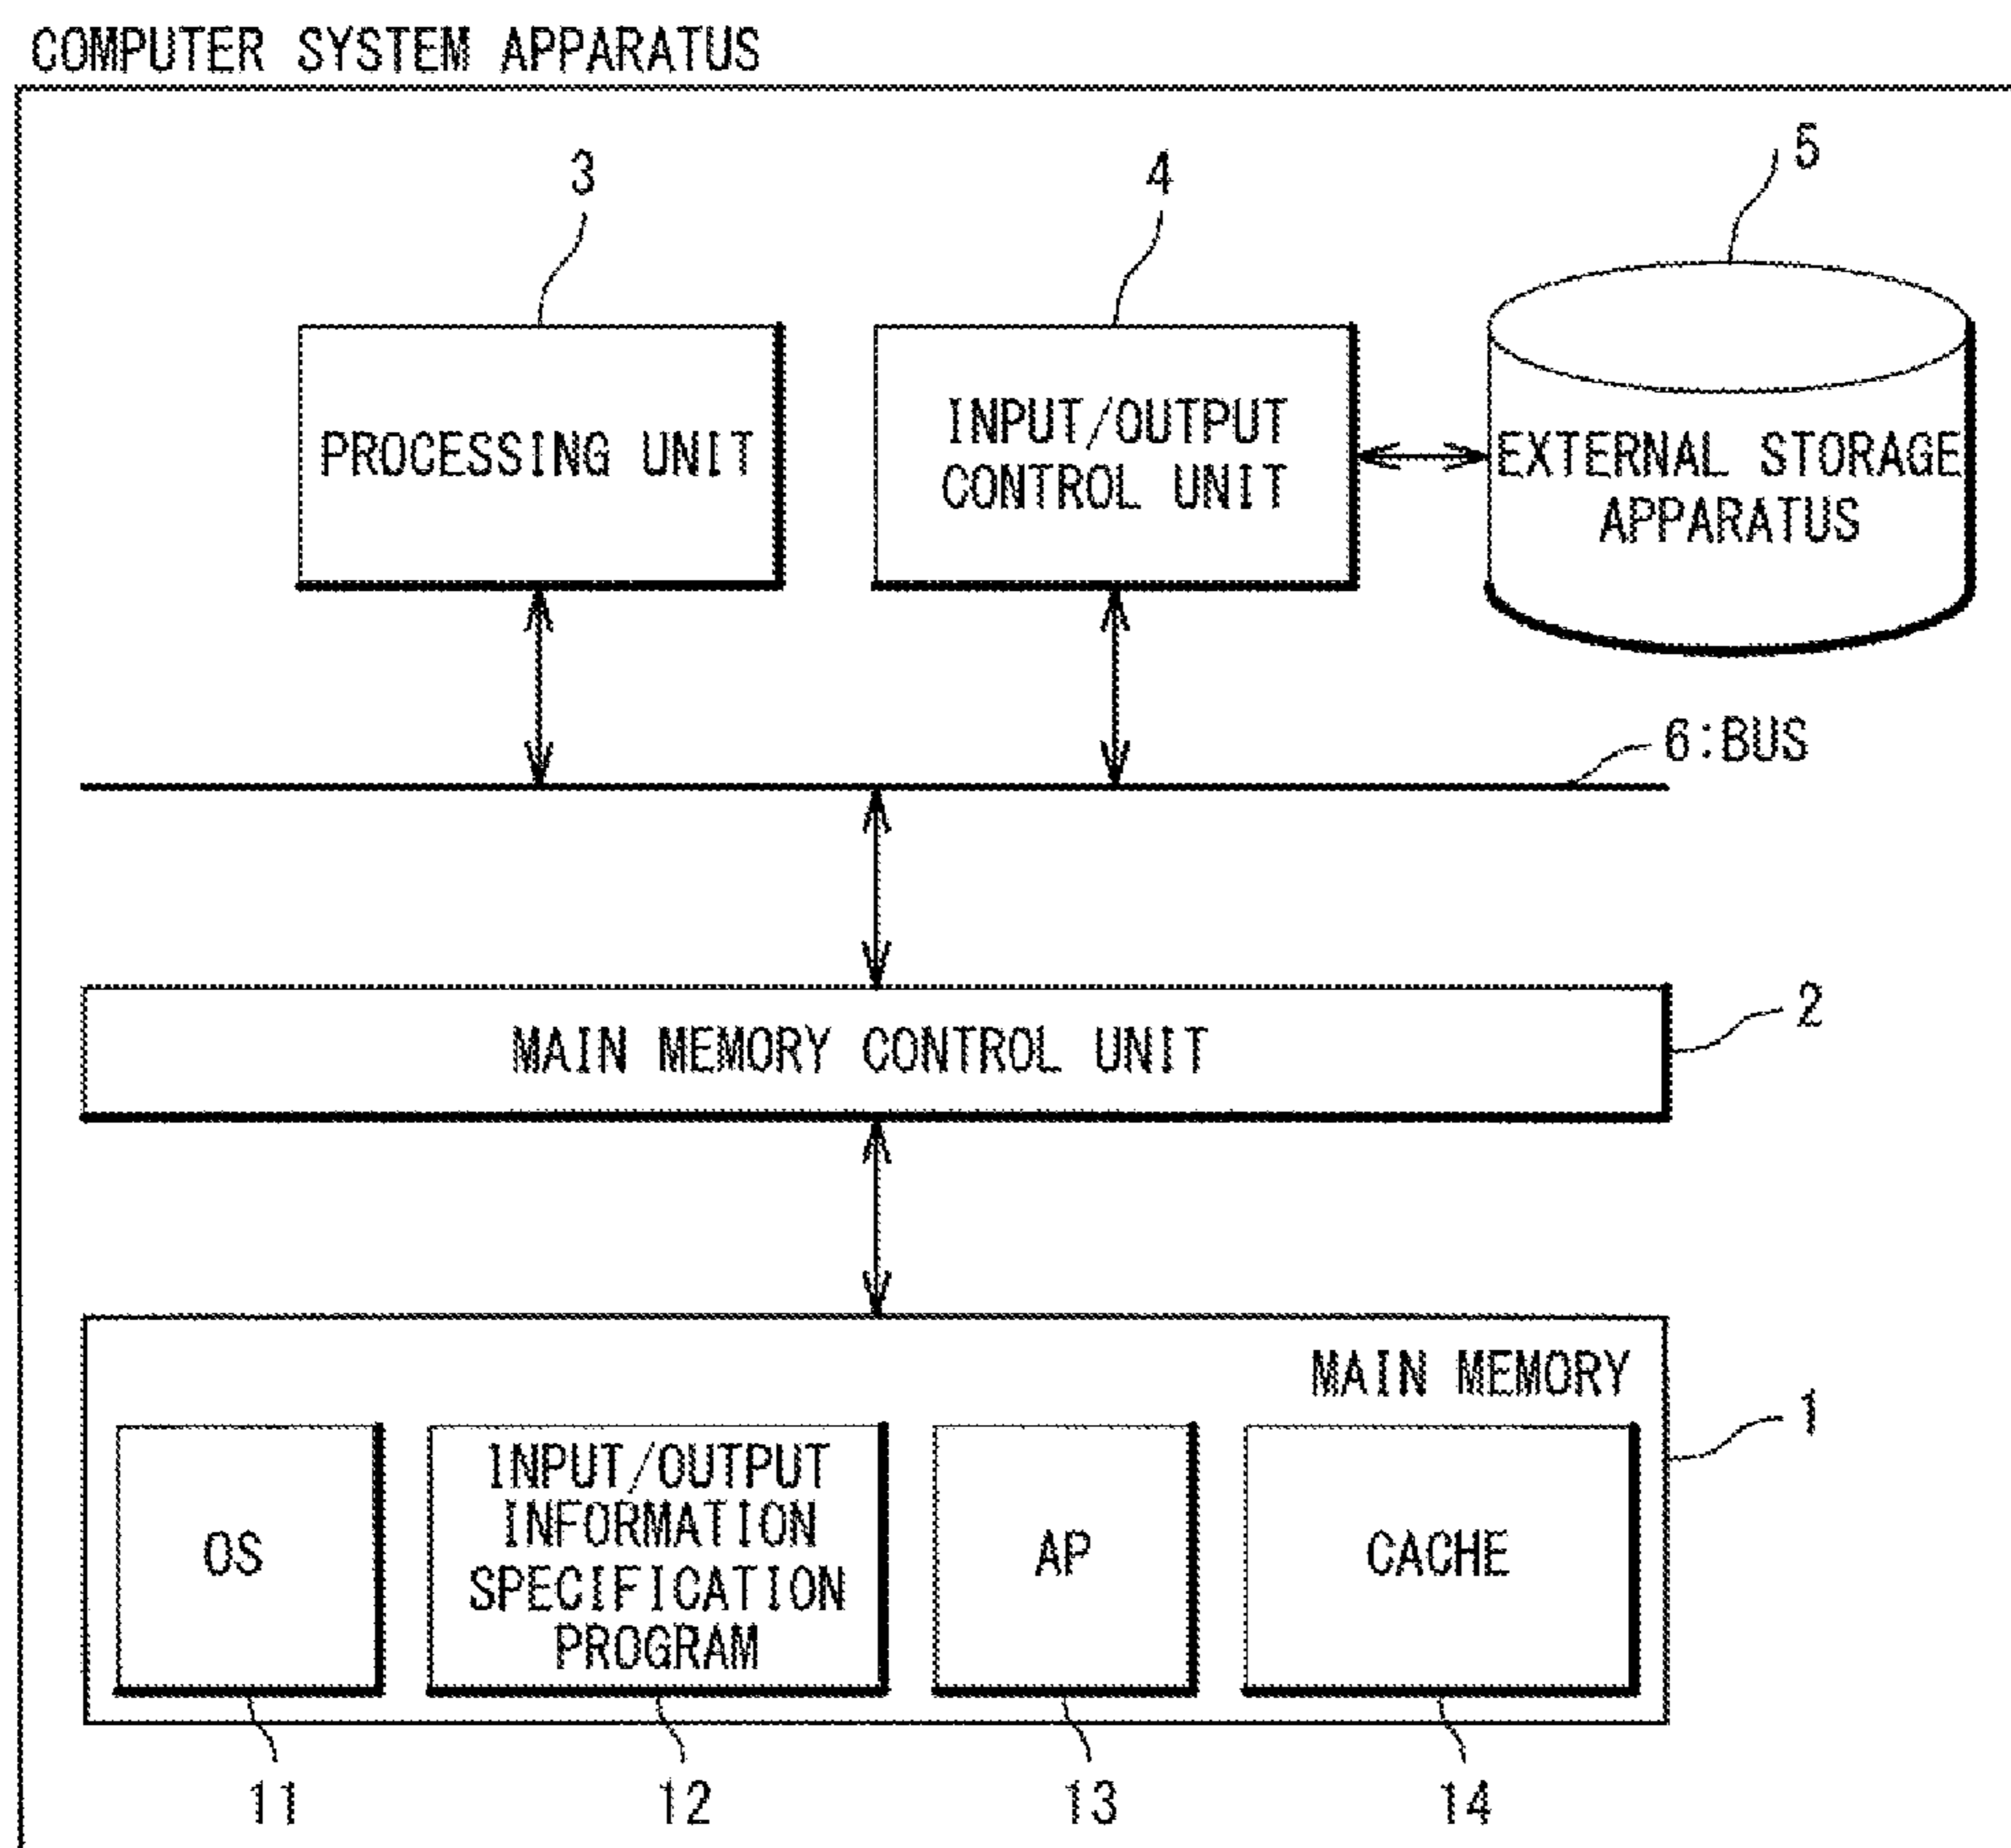 COMPUTER SYSTEM APPARATUS
3
4
5
PROCESSING UNIT
INPUT/OUTPUT
CONTROL UNIT
EXTERNAL STORAGE
APPARATUS
6:BUS
MAIN MEMORY CONTROL UNIT
2
MAIN MEMORY
1
OS
INPUT/OUTPUT
INFORMATION
SPECIFICATION
PROGRAM
AP
CACHE
11
12
13
14